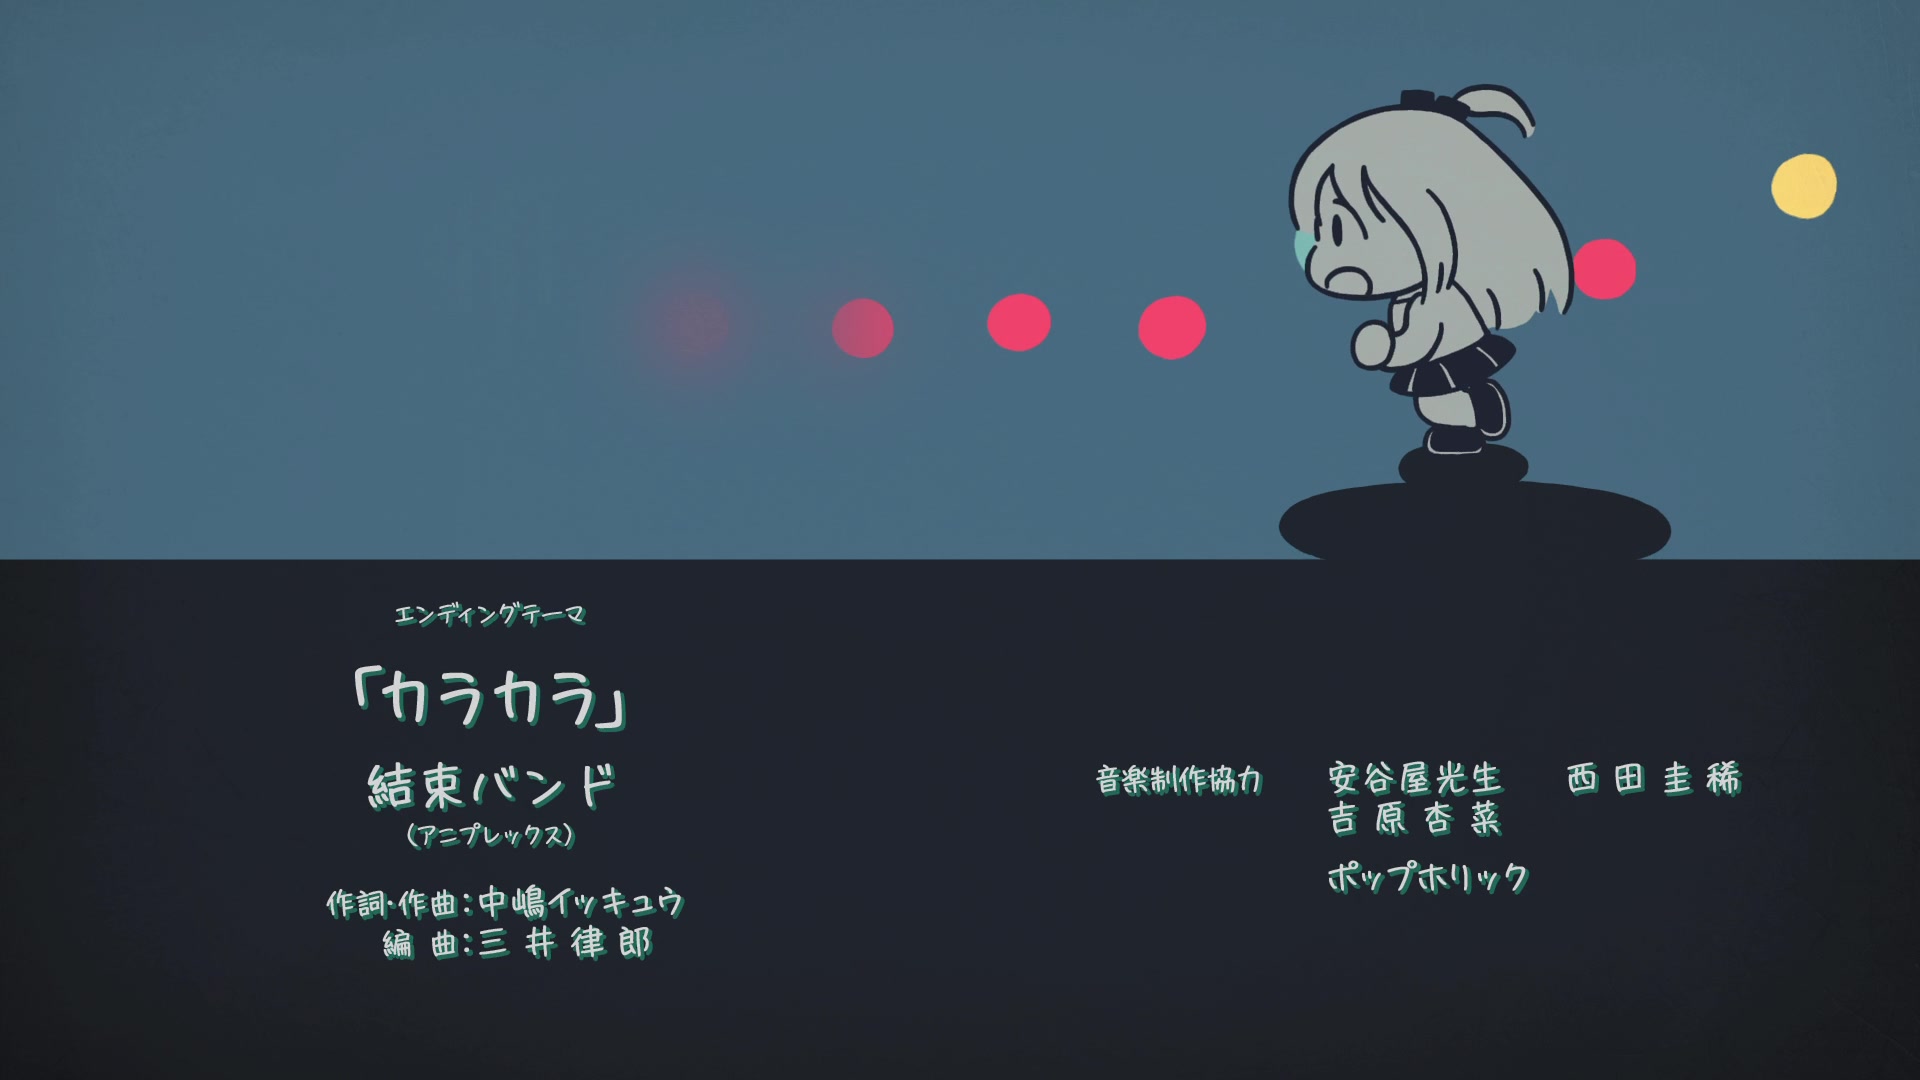 エンディングテーマ
「カラカラ」
結束バンド
(アニプレックス)
作詞・作曲:中嶋イッキュウ
編 曲:三 井 律 郎
音楽制作協力 安谷屋光生 西 田 圭 稀
吉 原 杏 菜
ポップホリック